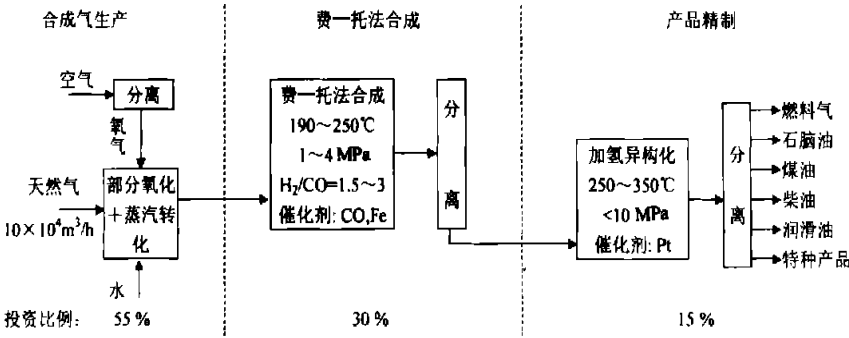 合成气生产
费一托法合成
产品精制
空气
分离
氧气
天然气
10×10⁴m³/h
部分氧化
+蒸汽转
化
水
费一托法合成
190~250℃
1~4 MPa
H₂/CO=1.5~3
催化剂: CO,Fe
分离
加氢异构化
250~350℃
<10 MPa
催化剂: Pt
分离
燃料气
石脑油
煤油
柴油
润滑油
特种产品
投资比例: 55 % 30 % 15 %